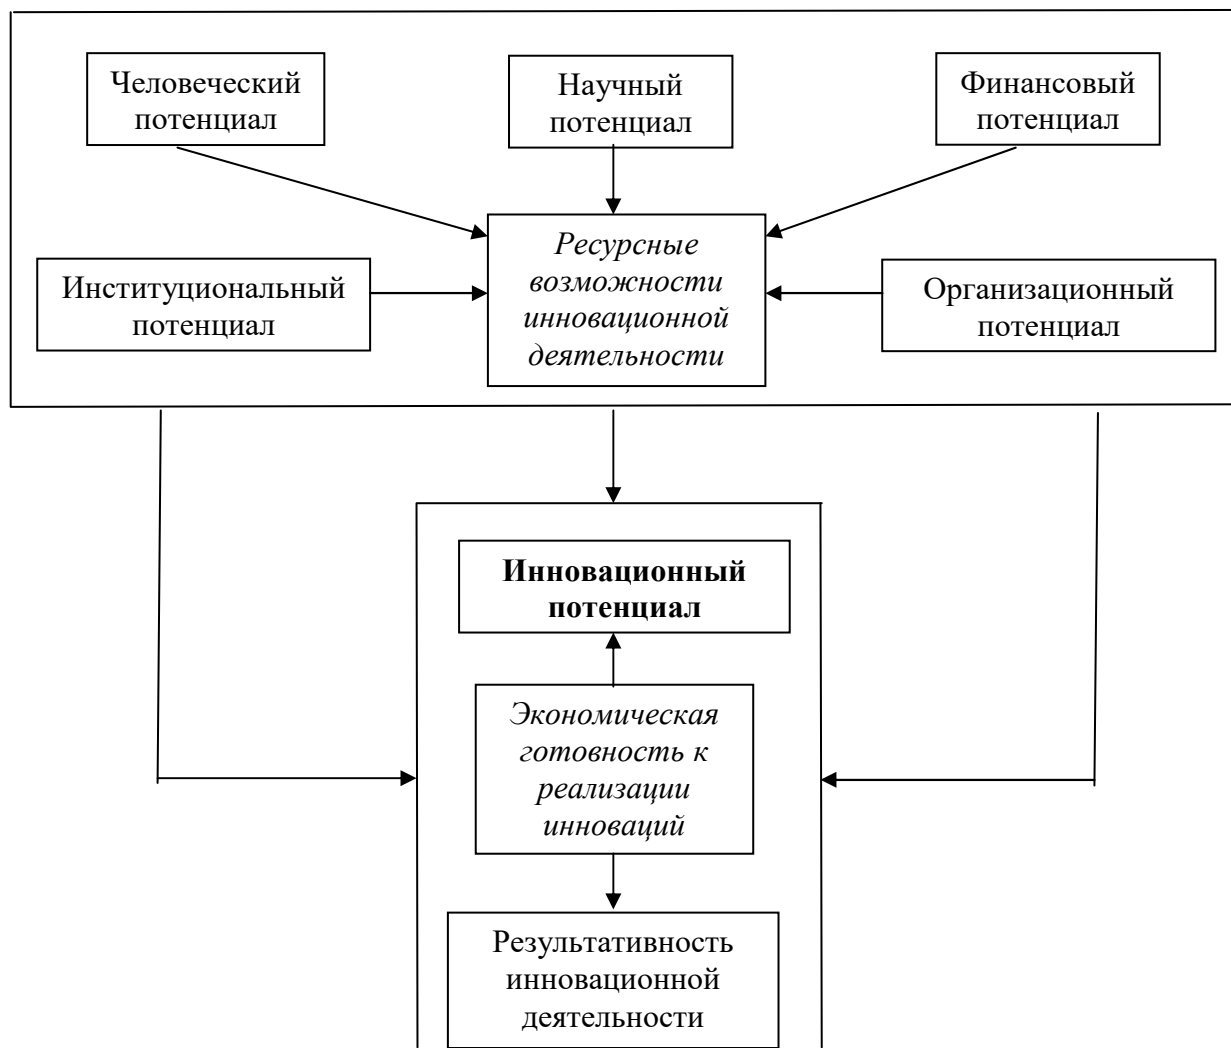 Человеческий
потенциал
Научный
потенциал
Финансовый
потенциал
Институциональный
потенциал
Ресурсные
возможности
инновационной
деятельности
Организационный
потенциал
Инновационный
потенциал
Экономическая
готовность к
реализации
инноваций
Результативность
инновационной
деятельности